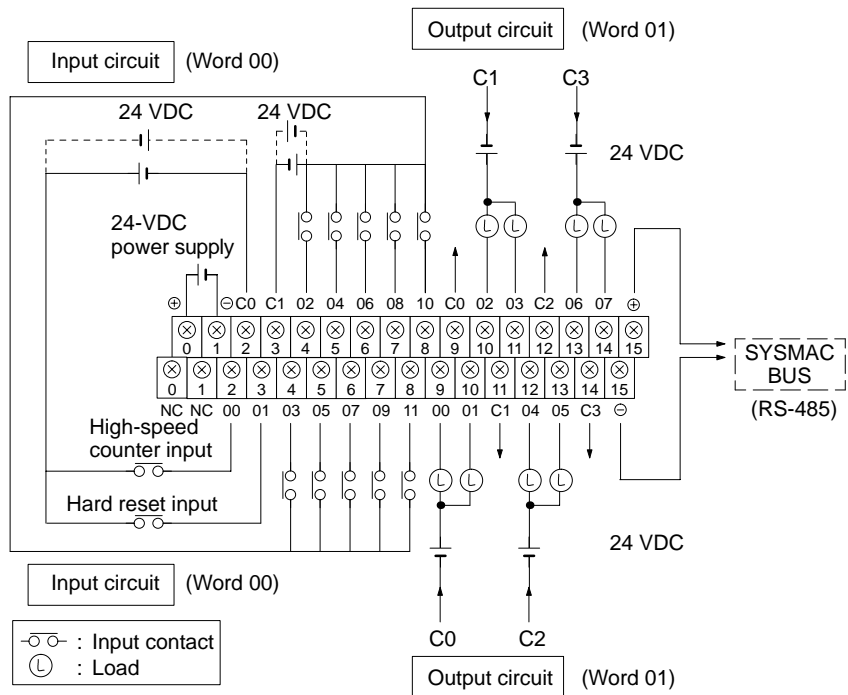 Output circuit (Word 01)
Input circuit (Word 00)
C1 C3
24 VDC 24 VDC
24 VDC
24-VDC
power supply
L L L L
⊕ ⊖ C0 C1 02 04 06 08 10 C0 02 03 C2 06 07 ⊕
0 1 2 3 4 5 6 7 8 9 10 11 12 13 14 15
0 1 2 3 4 5 6 7 8 9 10 11 12 13 14 15
NC NC 00 01 03 05 07 09 11 00 01 C1 04 05 C3 ⊖
SYSMAC
BUS
(RS-485)
High-speed
counter input
L L L L
Hard reset input
24 VDC
Input circuit (Word 00)
: Input contact
L : Load
C0 C2
Output circuit (Word 01)